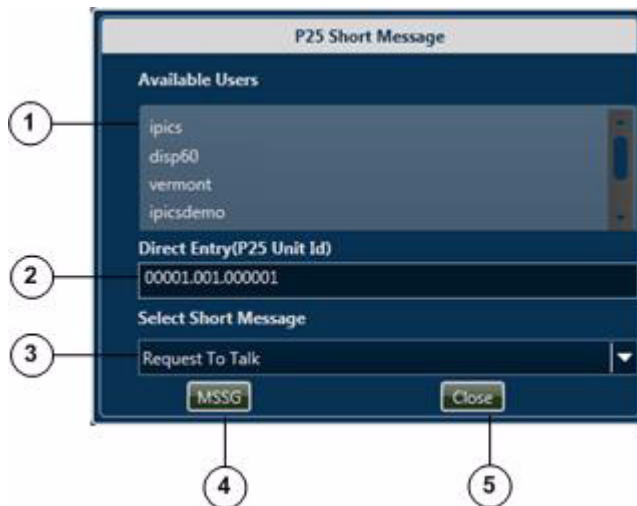 P25 Short Message
Available Users
1
ipics
disp60
vermont
ipicsdemo
Direct Entry(P25 Unit Id)
2
00001.001.000001
Select Short Message
3
Request To Talk
MSSG
Close
4
5